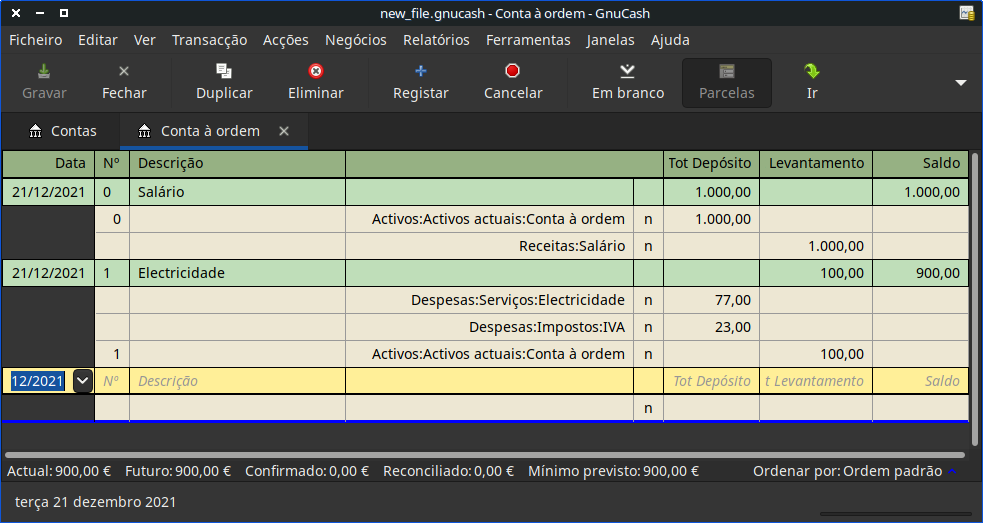 new_file.gnucash - Conta à ordem - GnuCash
Ficheiro Editar Ver Transacção Acções Negócios Relatórios Ferramentas Janelas Ajuda
Gravar Fechar Duplicar Eliminar Registar Cancelar Em branco Parcelas Ir
Contas Conta à ordem
Data Nº Descrição Tot Depósito Levantamento Saldo
21/12/2021 0 Salário 1.000,00 1.000,00
0 Activos:Activos actuais:Conta à ordem n 1.000,00
Receitas:Salário n 1.000,00
21/12/2021 1 Electricidade 100,00 900,00
Despesas:Serviços:Electricidade n 77,00
Despesas:Impostos:IVA n 23,00
1 Activos:Activos actuais:Conta à ordem n 100,00
12/2021 Nº Descrição Tot Depósito t Levantamento Saldo
n
Actual: 900,00 € Futuro: 900,00 € Confirmado: 0,00 € Reconciliado: 0,00 € Mínimo previsto: 900,00 € Ordenar por: Ordem padrão
terça 21 dezembro 2021